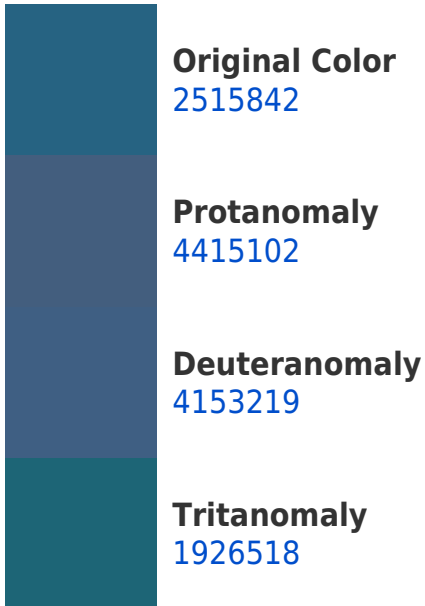 Original Color
2515842
Protanomaly
4415102
Deuteranomaly
4153219
Tritanomaly
1926518